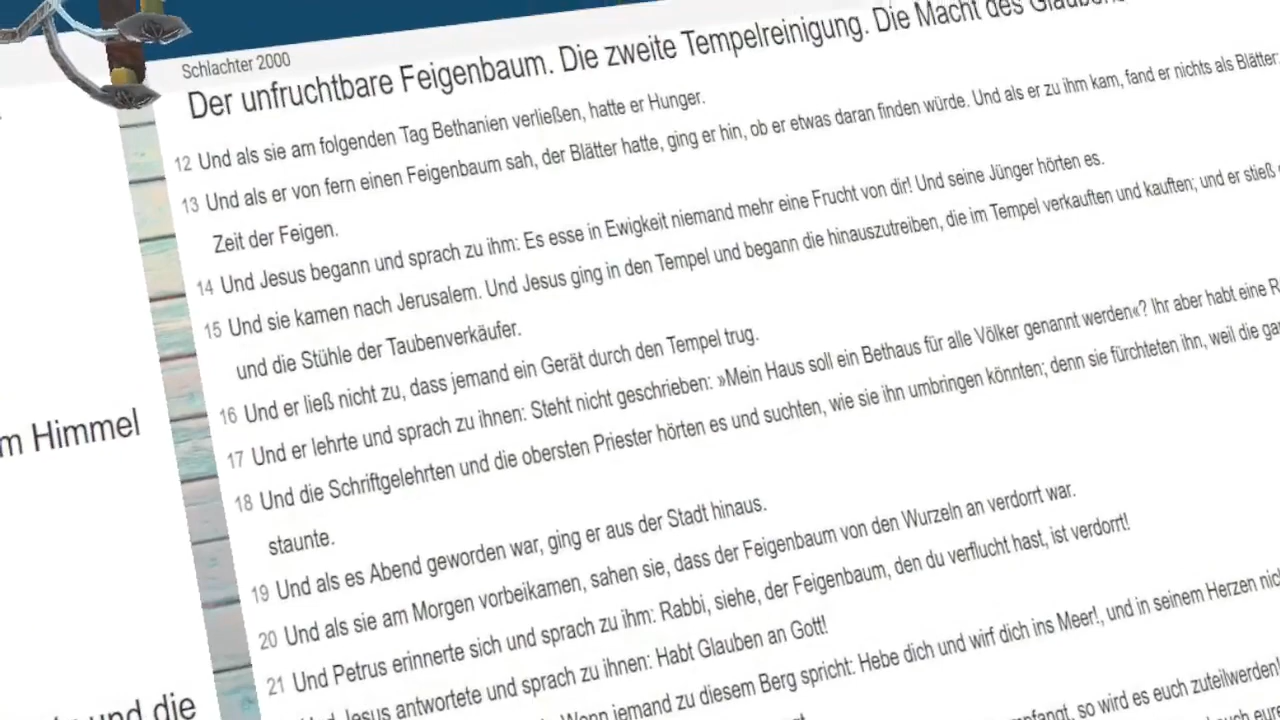 Schlachter 2000
Der unfruchtbare Feigenbaum. Die zweite Tempelreinigung. Die Macht des
12 Und als sie am folgenden Tag Bethanien verließen, hatte er Hunger.
13 Und als er von fern einen Feigenbaum sah, der Blätter hatte, ging er hin, ob er etwas daran finden würde. Und als er zu ihm kam, fand er nichts als Blätter;
Zeit der Feigen.
14 Und Jesus begann und sprach zu ihm: Es esse in Ewigkeit niemand mehr eine Frucht von dir! Und seine Jünger hörten es.
15 Und sie kamen nach Jerusalem. Und Jesus ging in den Tempel und begann die hinauszutreiben, die im Tempel verkauften und kauften; und er stieß
und die Stühle der Taubenverkäufer.
16 Und er ließ nicht zu, dass jemand ein Gerät durch den Tempel trug.
17 Und er lehrte und sprach zu ihnen: Steht nicht geschrieben: »Mein Haus soll ein Bethaus für alle Völker genannt werden«? Ihr aber habt eine
18 Und die Schriftgelehrten und die obersten Priester hörten es und suchten, wie sie ihn umbringen könnten; denn sie fürchteten ihn, weil die
staunte.
m Himmel
19 Und als es Abend geworden war, ging er aus der Stadt hinaus.
20 Und als sie am Morgen vorbeikamen, sahen sie, dass der Feigenbaum von den Wurzeln an verdorrt war.
21 Und Petrus erinnerte sich und sprach zu ihm: Rabbi, siehe, der Feigenbaum, den du verflucht hast, ist verdorrt!
Jesus antwortete und sprach zu ihnen: Habt Glauben an Gott!
Wenn jemand zu diesem Berg spricht: Hebe dich und wirf dich ins Meer!, und in seinem Herzen
so wird es euch zuteilwerden!
und die